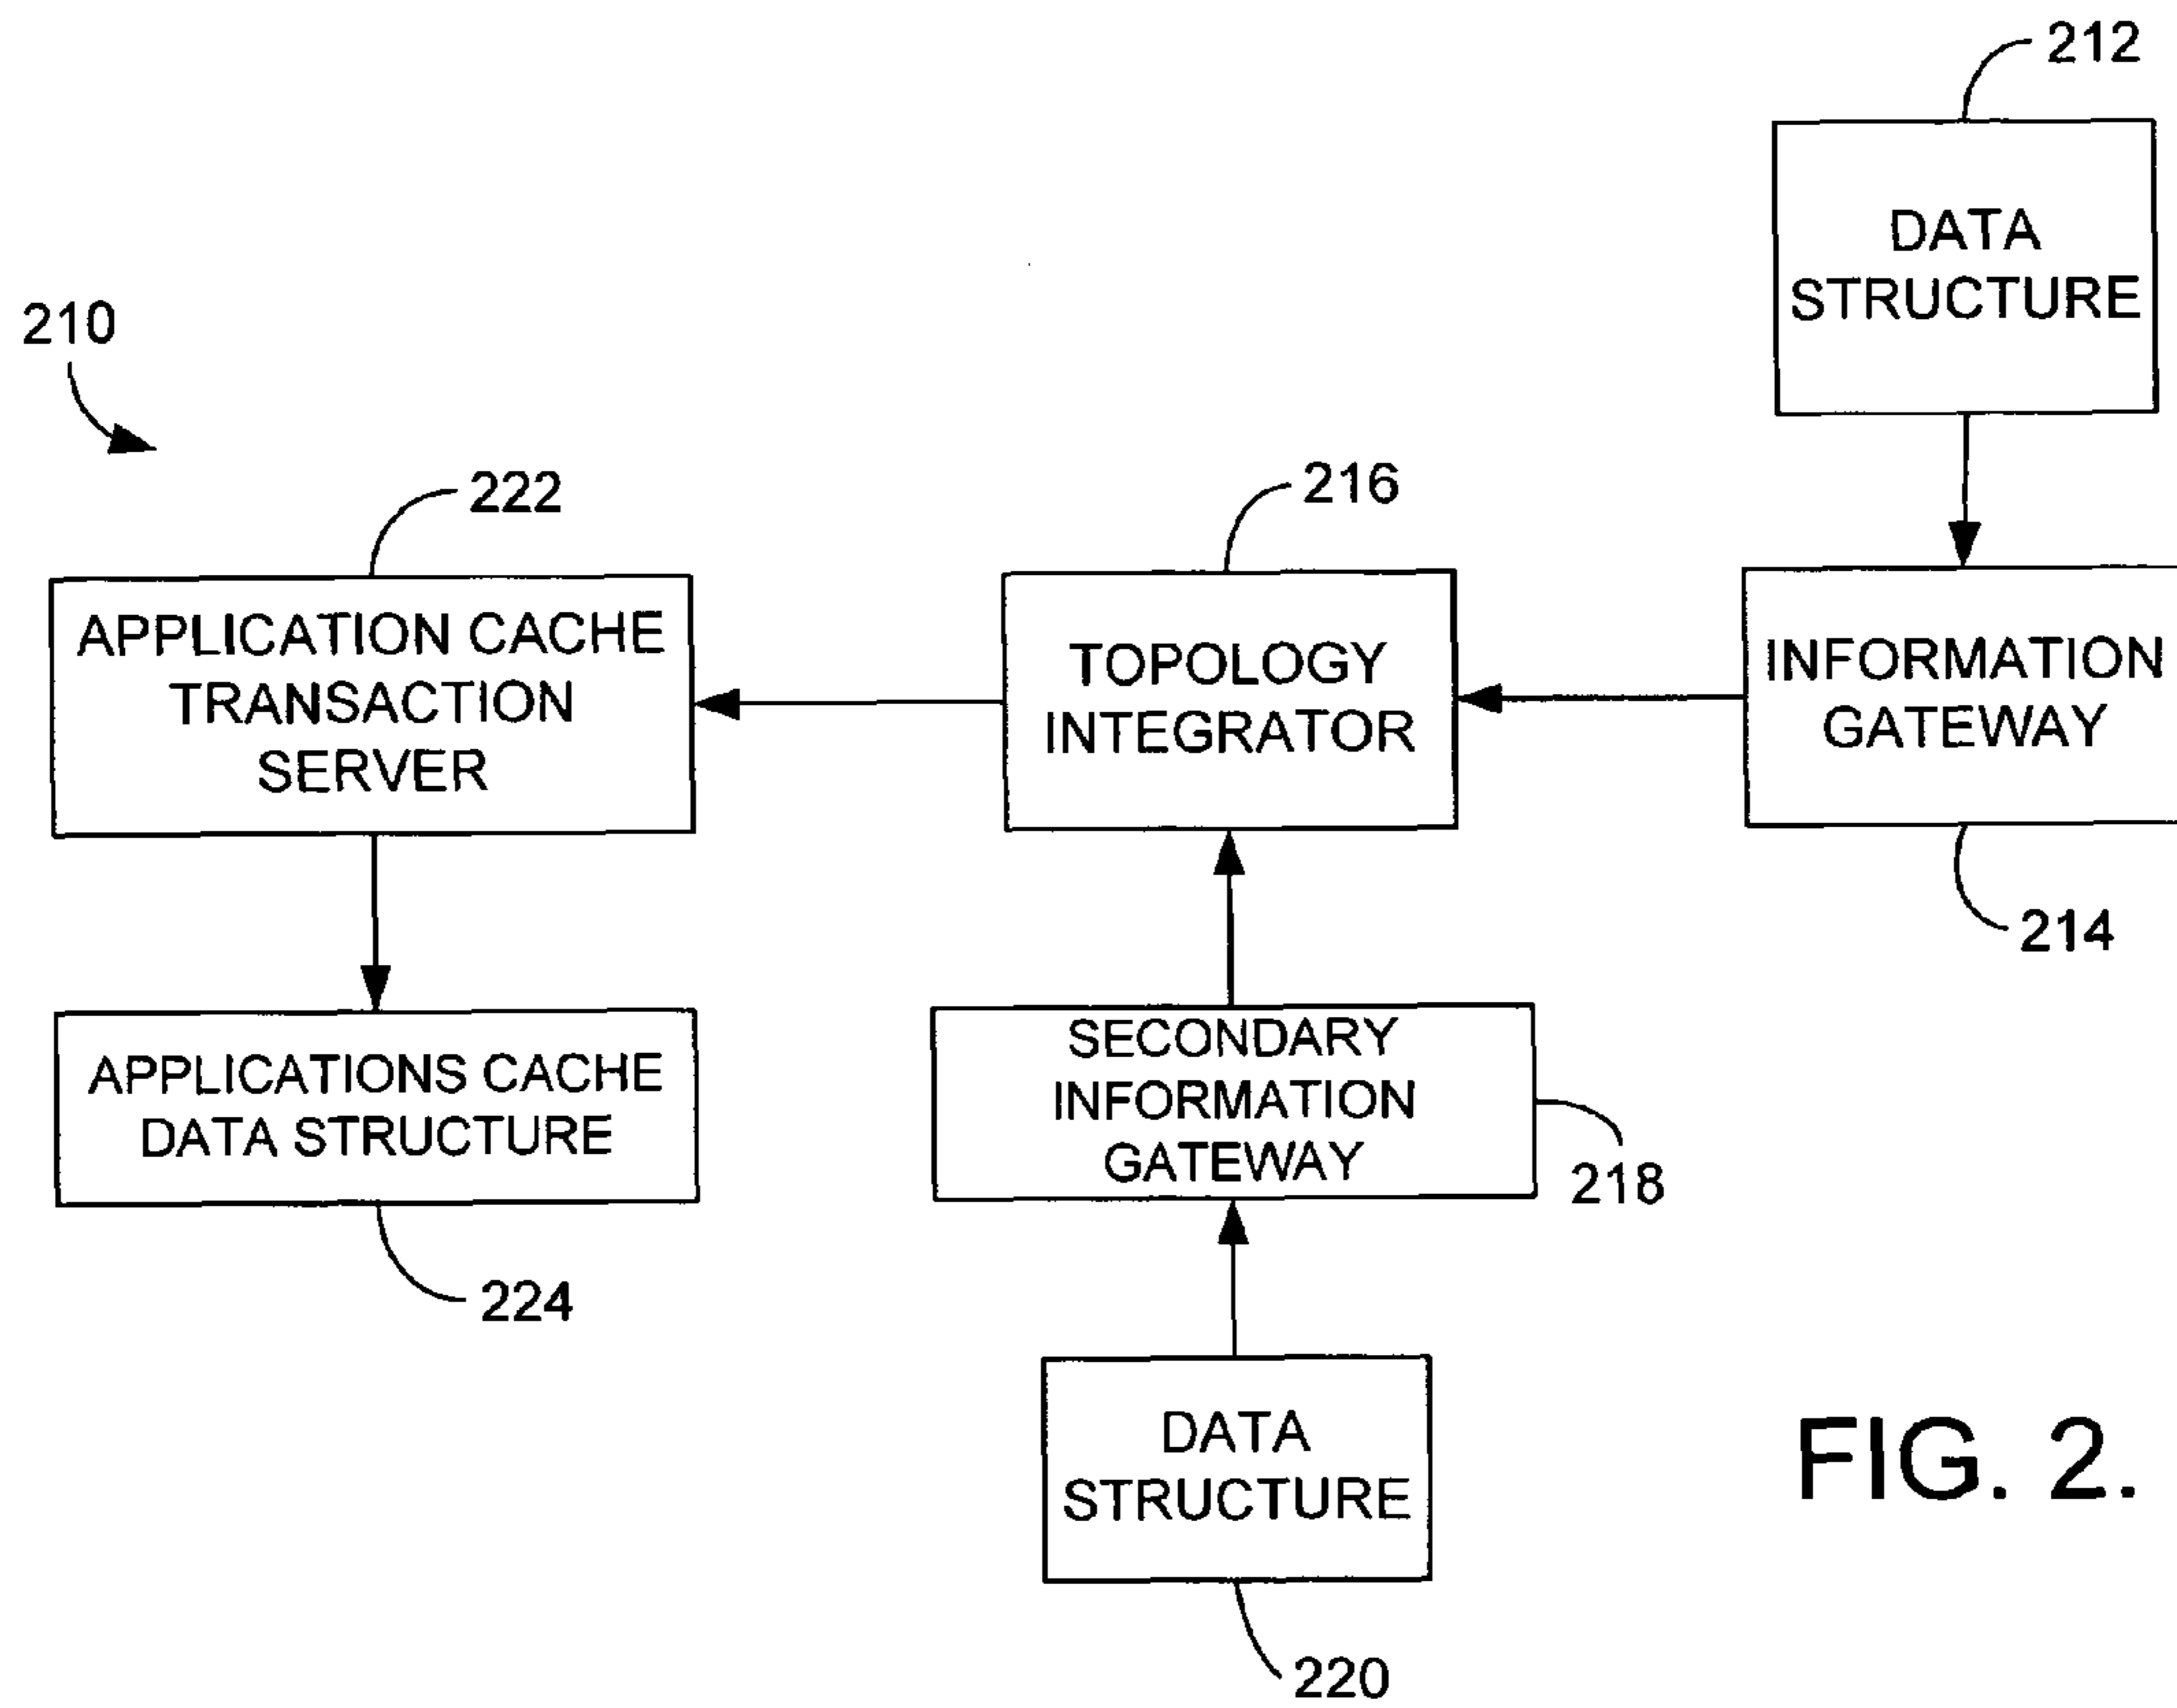 212
DATA
STRUCTURE
210
222
216
APPLICATION CACHE
TRANSACTION
SERVER
TOPOLOGY
INTEGRATOR
INFORMATION
GATEWAY
214
APPLICATIONS CACHE
DATA STRUCTURE
SECONDARY
INFORMATION
GATEWAY
218
224
DATA
STRUCTURE
220
FIG. 2.